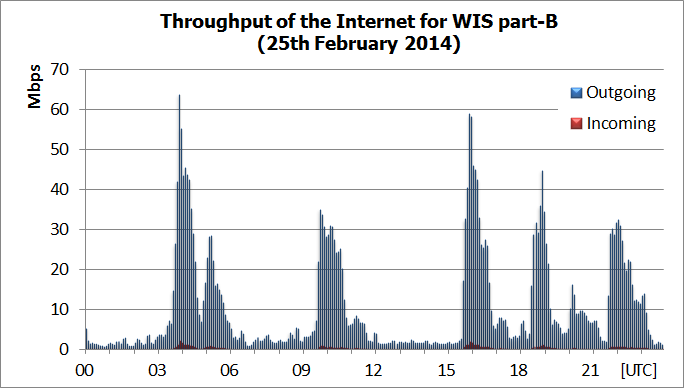 Throughput of the Internet for WIS part-B
(25th February 2014)
Mbps
70
60
50
40
30
20
10
0
Outgoing
Incoming
00 03 06 09 12 15 18 21 [UTC]